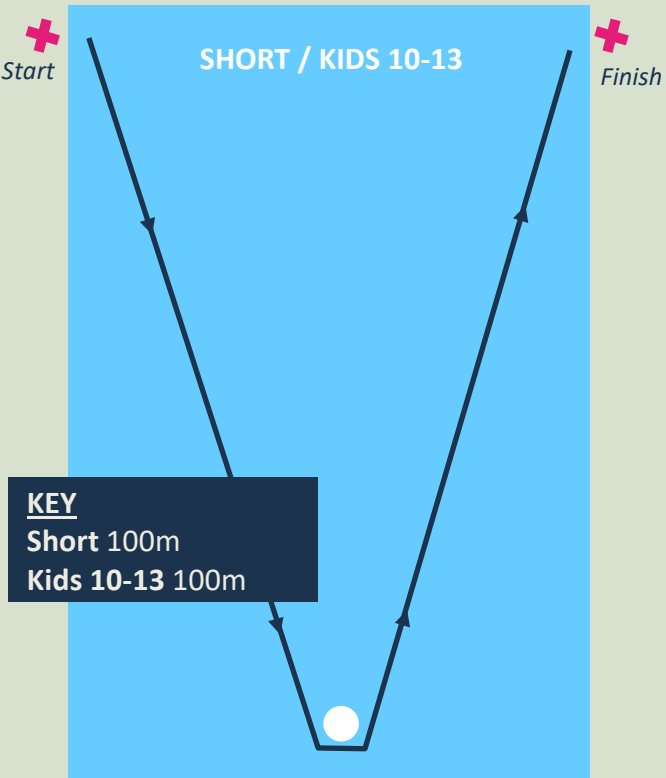 SHORT / KIDS 10-13
Start
Finish
KEY
Short 100m
Kids 10-13 100m